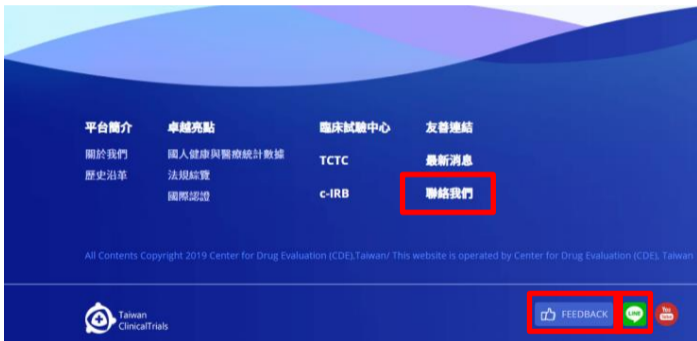 平台簡介 卓越亮點 臨床試驗中心 友善連結
關於我們 國人健康與醫療統計數據 TCTC 最新消息
歷史沿革 法規綜覽
國際認證 c-IRB 聯絡我們
All Contents Copyright 2019 Center for Drug Evaluation (CDE),Taiwan/ This website is operated by Center for Drug Evaluation (CDE), Taiwan
Taiwan
ClinicalTrials
FEEDBACK LINE You
Tube